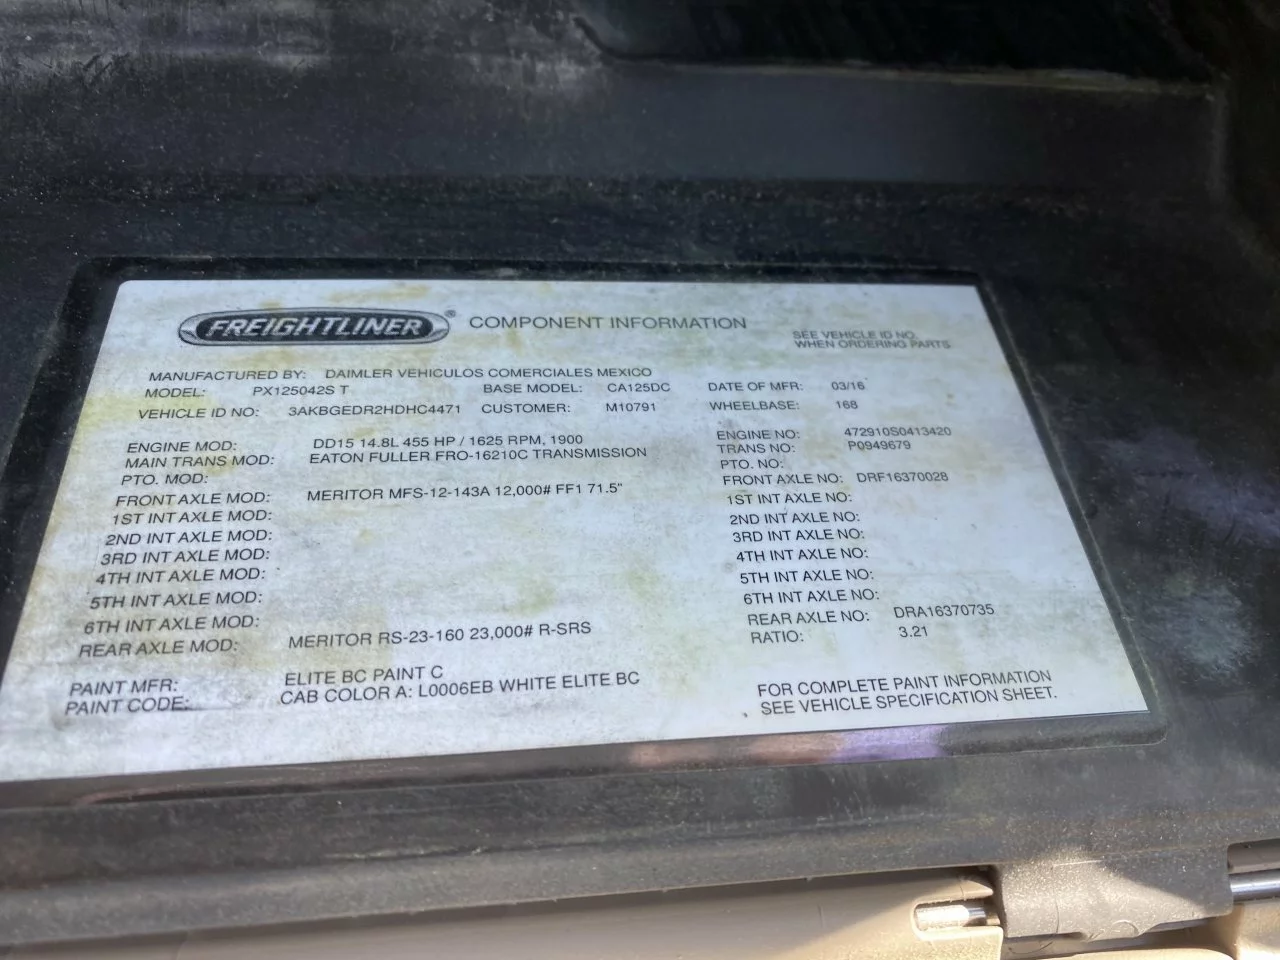 FREIGHTLINER® COMPONENT INFORMATION SEE VEHICLE ID NO. WHEN ORDERING PARTS
MANUFACTURED BY: DAIMLER VEHICULOS COMERCIALES MEXICO
MODEL: PX125042S T BASE MODEL: CA125DC DATE OF MFR: 03/16
VEHICLE ID NO: 3AKBGEDR2HDHC4471 CUSTOMER: M10791 WHEELBASE: 168
ENGINE MOD: DD15 14.8L 455 HP / 1625 RPM, 1900 ENGINE NO: 472910S0413420
MAIN TRANS MOD: EATON FULLER FRO-16210C TRANSMISSION TRANS NO: P0949679
PTO. MOD: PTO. NO:
FRONT AXLE MOD: MERITOR MFS-12-143A 12,000# FF1 71.5" FRONT AXLE NO: DRF16370028
1ST INT AXLE MOD: 1ST INT AXLE NO:
2ND INT AXLE MOD: 2ND INT AXLE NO:
3RD INT AXLE MOD: 3RD INT AXLE NO:
4TH INT AXLE MOD: 4TH INT AXLE NO:
5TH INT AXLE MOD: 5TH INT AXLE NO:
6TH INT AXLE MOD: 6TH INT AXLE NO:
REAR AXLE MOD: MERITOR RS-23-160 23,000# R-SRS REAR AXLE NO: DRA16370735
RATIO: 3.21
PAINT MFR: ELITE BC PAINT C
PAINT CODE: CAB COLOR A: L0006EB WHITE ELITE BC
FOR COMPLETE PAINT INFORMATION
SEE VEHICLE SPECIFICATION SHEET.